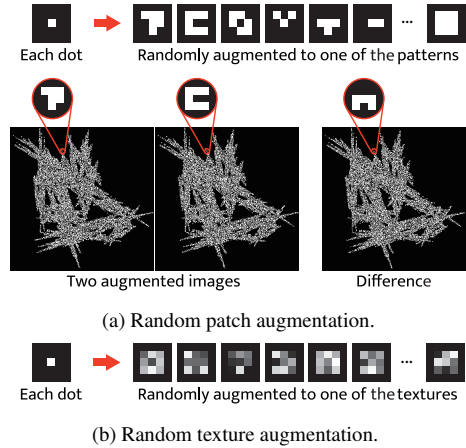 Each dot
Randomly augmented to one of the patterns
...
Two augmented images
Difference
(a) Random patch augmentation.
Each dot
Randomly augmented to one of the textures
...
(b) Random texture augmentation.